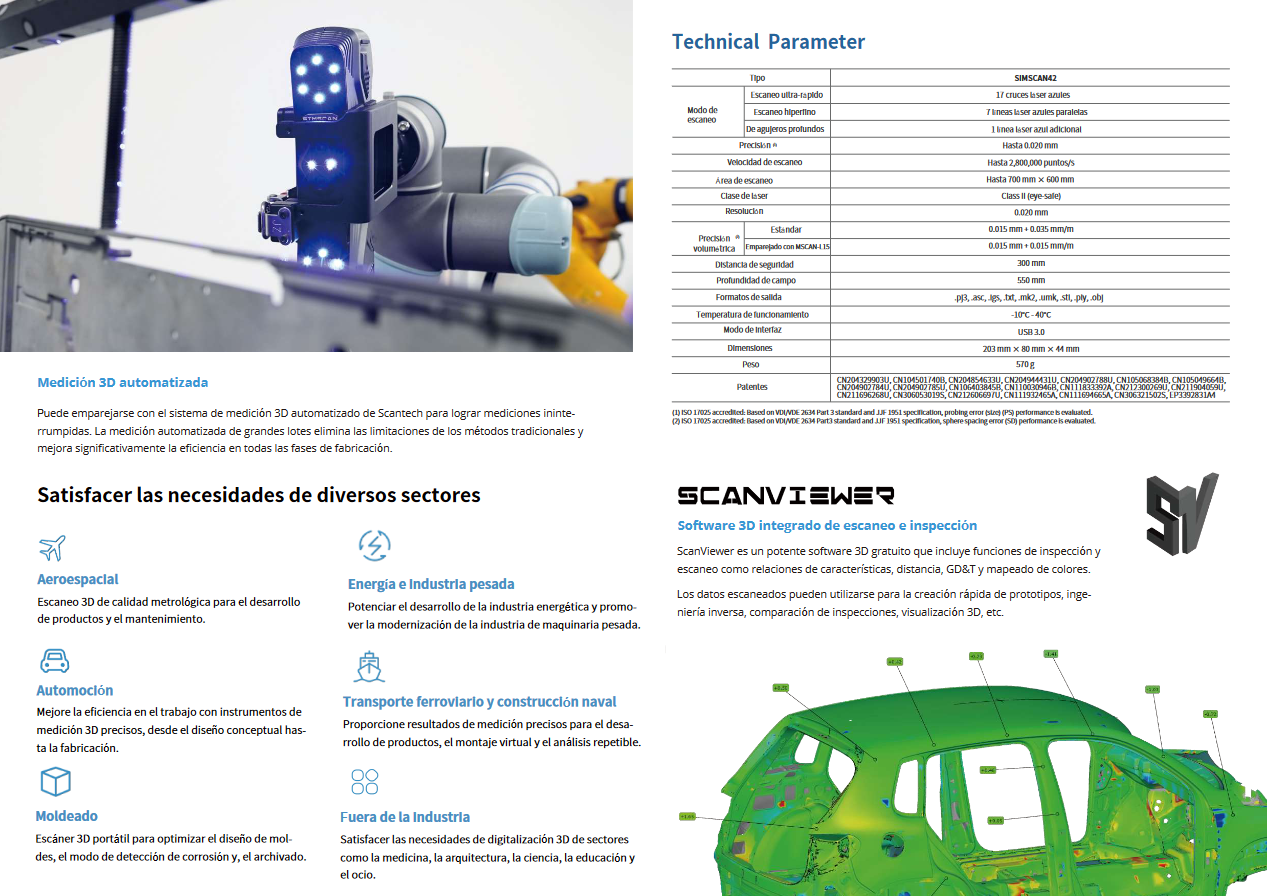 SIMSCAN
Medición 3D automatizada
Puede emparejarse con el sistema de medición 3D automatizado de Scantech para lograr mediciones ininte-
rrumpidas. La medición automatizada de grandes lotes elimina las limitaciones de los métodos tradicionales y
mejora significativamente la eficiencia en todas las fases de fabricación.
Satisfacer las necesidades de diversos sectores
Aeroespacial
Escaneo 3D de calidad metrológica para el desarrollo
de productos y el mantenimiento.
Energía e Industria pesada
Potenciar el desarrollo de la industria energética y promo-
ver la modernización de la industria de maquinaria pesada.
Automoción
Mejore la eficiencia en el trabajo con instrumentos de
medición 3D precisos, desde el diseño conceptual has-
ta la fabricación.
Transporte ferroviario y construcción naval
Proporcione resultados de medición precisos para el desa-
rrollo de productos, el montaje virtual y el análisis repetible.
Moldeado
Escáner 3D portátil para optimizar el diseño de mol-
des, el modo de detección de corrosión y, el archivado.
Fuera de la Industria
Satisfacer las necesidades de digitalización 3D de sectores
como la medicina, la arquitectura, la ciencia, la educación y
el ocio.
Technical Parameter
Tipo SIMSCAN42
Modo de escaneo
Escaneo ultra-rápido 17 cruces láser azules
Escaneo hiperfino 7 líneas láser azules paralelas
De agujeros profundos 1 línea láser azul adicional
Precisión (1) Hasta 0.020 mm
Velocidad de escaneo Hasta 2,800,000 puntos/s
Área de escaneo Hasta 700 mm × 600 mm
Clase de láser Class II (eye-safe)
Resolución 0.020 mm
Precisión volumétrica (2)
Estándar 0.015 mm + 0.035 mm/m
Emparejado con MSCAN-L15 0.015 mm + 0.015 mm/m
Distancia de seguridad 300 mm
Profundidad de campo 550 mm
Formatos de salida .pj3, .asc, .igs, .txt, .mk2, .umk, .stl, .ply, .obj
Temperatura de funcionamiento -10°C - 40°C
Modo de Interfaz USB 3.0
Dimensiones 203 mm × 80 mm × 44 mm
Peso 570 g
Patentes
CN204329903U, CN104501740B, CN204854633U, CN204944431U, CN204902788U, CN105068384B, CN105049664B,
CN204902784U, CN204902785U, CN106403845B, CN110030946B, CN111833392A, CN212300269U, CN211904059U,
CN211696268U, CN306053019S, CN21260697U, CN111932465A, CN111694665A, CN306321502S, EP3392831A4
(1) ISO 17025 accredited: Based on VDI/VDE 2634 Part 3 standard and JJF 1951 specification, probing error (size) (PS) performance is evaluated.
(2) ISO 17025 accredited: Based on VDI/VDE 2634 Part3 standard and JJF 1951 specification, sphere spacing error (SD) performance is evaluated.
SCANVIEWER
SV
Software 3D integrado de escaneo e inspección
ScanViewer es un potente software 3D gratuito que incluye funciones de inspección y
escaneo como relaciones de características, distancia, GD&T y mapeado de colores.
Los datos escaneados pueden utilizarse para la creación rápida de prototipos, inge-
niería inversa, comparación de inspecciones, visualización 3D, etc.